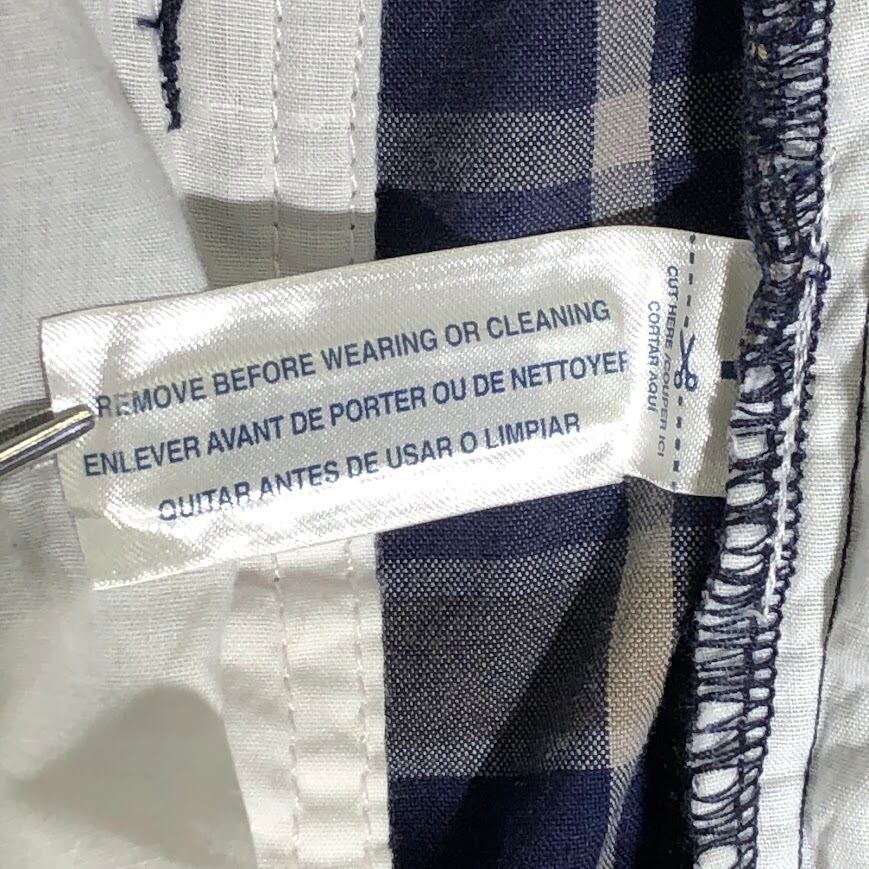 REMOVE BEFORE WEARING OR CLEANING
ENLEVER AVANT DE PORTER OU DE NETTOYER
QUITAR ANTES DE USAR O LIMPIAR
CUT HERE /COUPER ICI
CORTAR AQUI